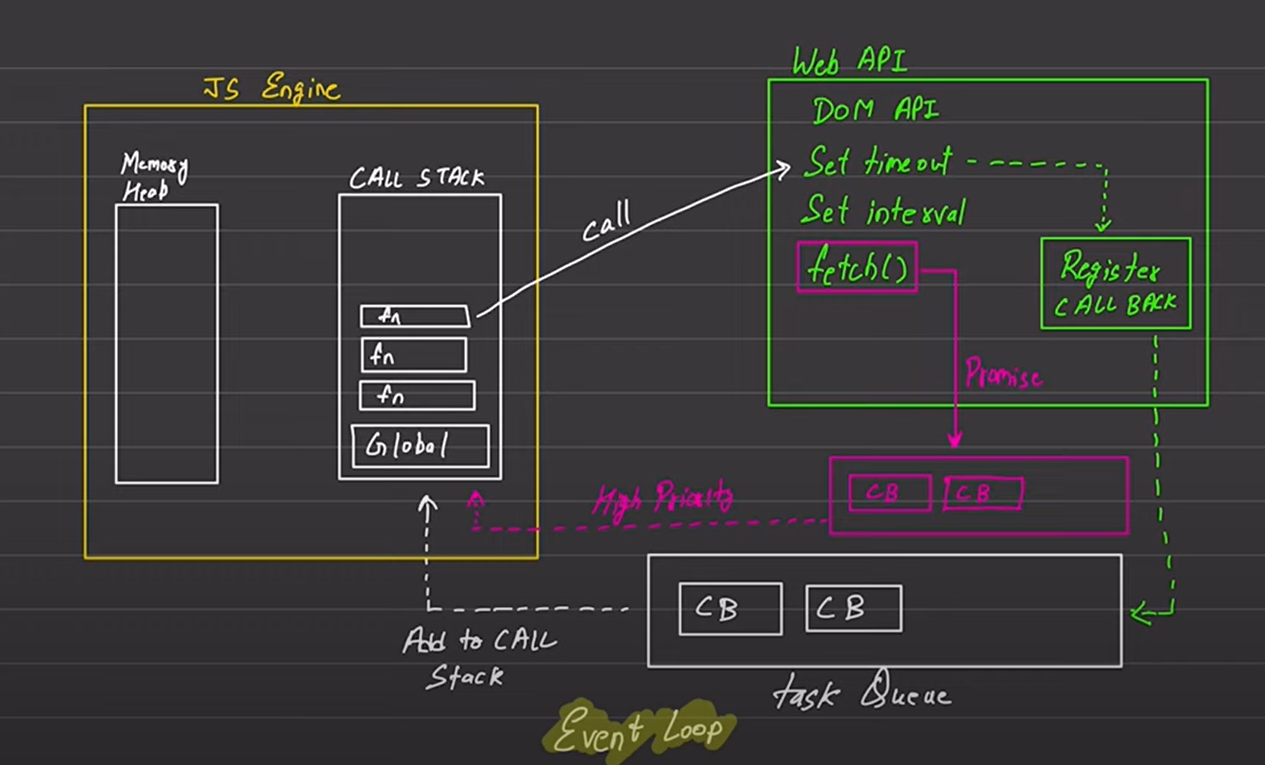 JS Engine
Memory
Heap
CALL STACK
fn
fn
fn
Global
call
Web API
DOM API
Set timeout
Set interval
fetch()
Register
CALL BACK
Promise
High Priority
CB CB
CB CB
Add to CALL
Stack
task Queue
Event Loop